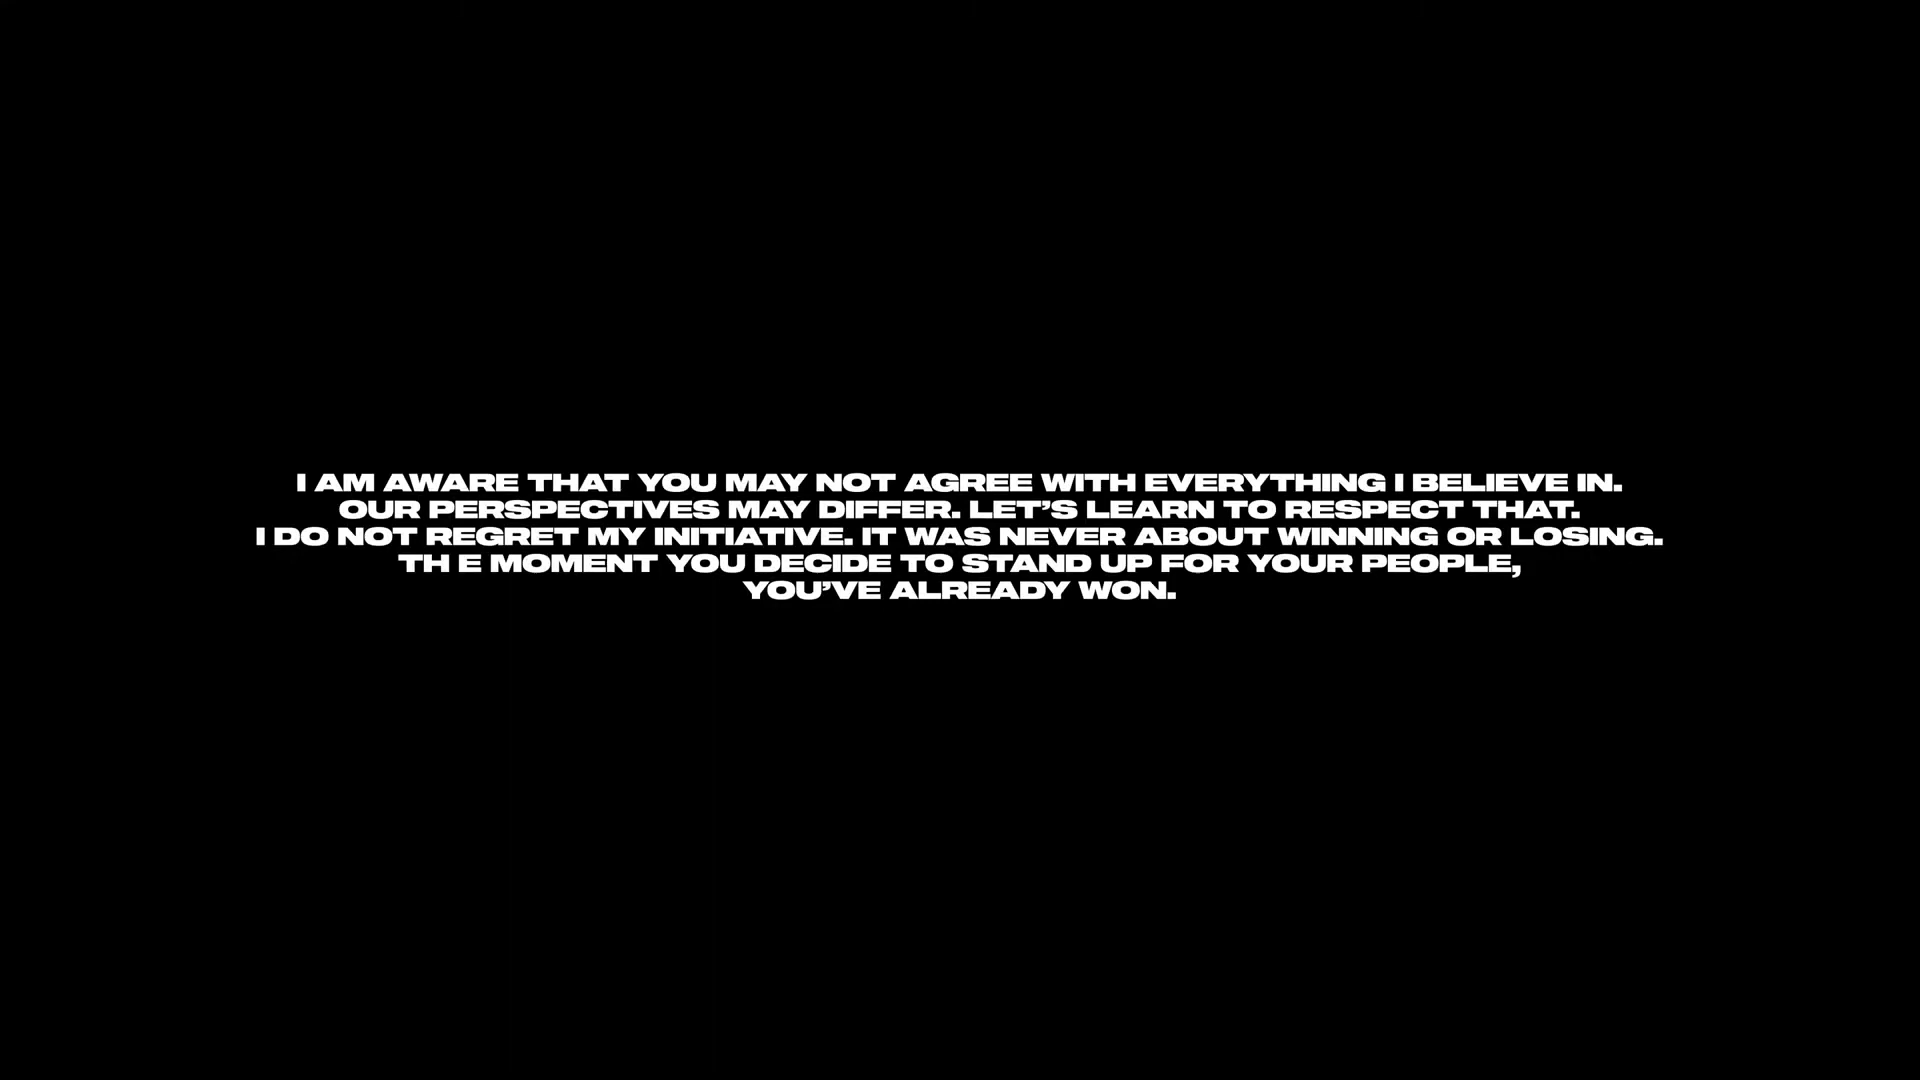 I AM AWARE THAT YOU MAY NOT AGREE WITH EVERYTHING I BELIEVE IN.
OUR PERSPECTIVES MAY DIFFER. LET’S LEARN TO RESPECT THAT.
I DO NOT REGRET MY INITIATIVE. IT WAS NEVER ABOUT WINNING OR LOSING.
TH E MOMENT YOU DECIDE TO STAND UP FOR YOUR PEOPLE,
YOU’VE ALREADY WON.